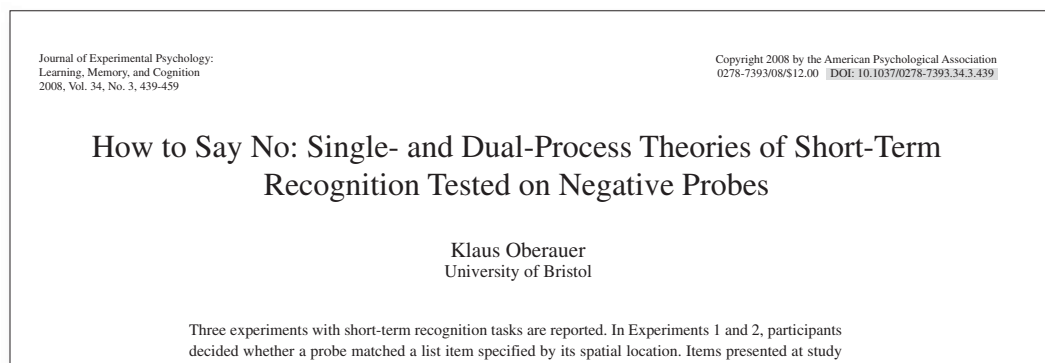 Journal of Experimental Psychology:
Learning, Memory, and Cognition
2008, Vol. 34, No. 3, 439-459
Copyright 2008 by the American Psychological Association
0278-7393/08/$12.00 DOI: 10.1037/0278-7393.34.3.439
How to Say No: Single- and Dual-Process Theories of Short-Term
Recognition Tested on Negative Probes
Klaus Oberauer
University of Bristol
Three experiments with short-term recognition tasks are reported. In Experiments 1 and 2, participants
decided whether a probe matched a list item specified by its spatial location. Items presented at study